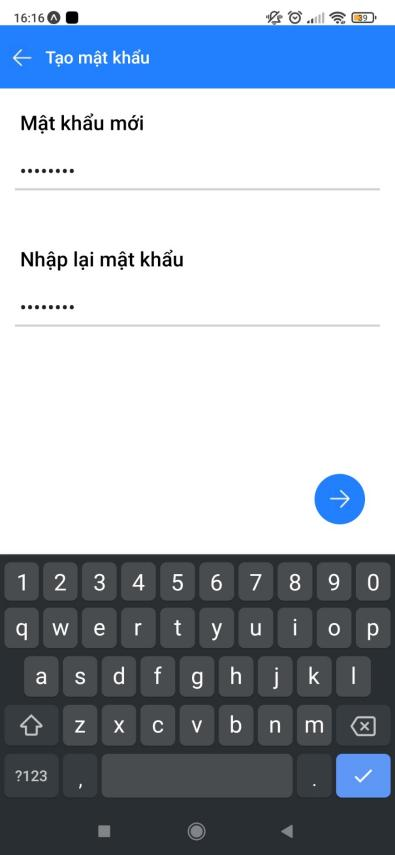 16:16
39
Tạo mật khẩu
Mật khẩu mới
••••••••
Nhập lại mật khẩu
••••••••
1 2 3 4 5 6 7 8 9 0
q w e r t y u i o p
a s d f g h j k l
z x c v b n m
?123 , .